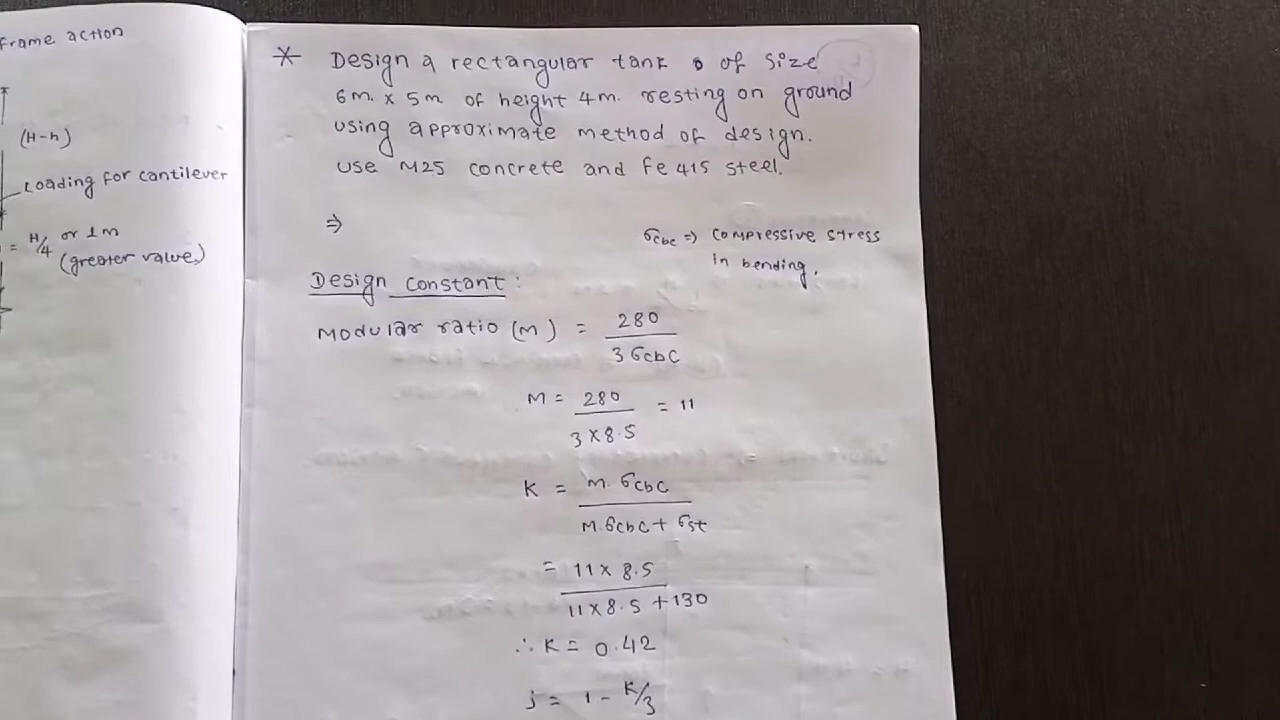 Frame action
(H-h)
Loading for cantilever
= H/4 or 1m
(greater value)
* Design a rectangular tank of size
6m. x 5m of height 4m. resting on ground
using approximate method of design.
Use M25 concrete and Fe 415 steel.
⇒
σcbc ⇒ compressive stress
in bending.
Design constant :
Modular ratio (m) = 280
3 σcbc
M = 280 = 11
3 x 8.5
K = m. σcbc
m. σcbc + σst
= 11 x 8.5
11 x 8.5 + 130
∴ K = 0.42
j = 1 - K/3